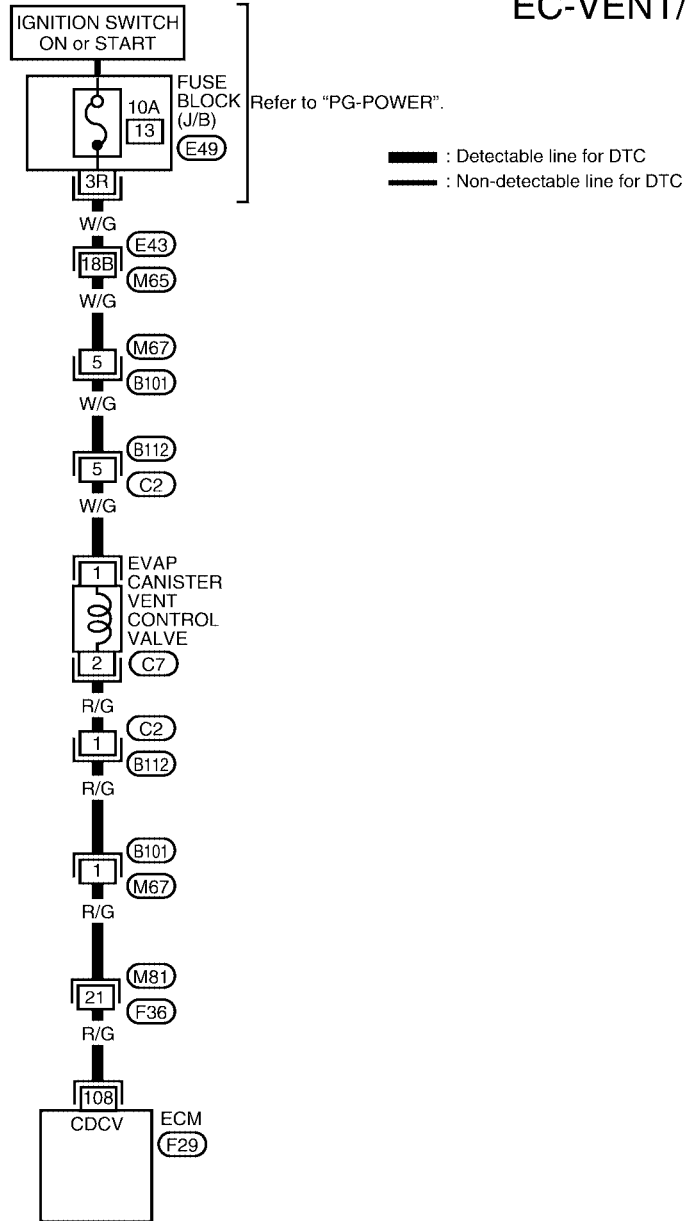 EC-VENT/
IGNITION SWITCH
ON or START
FUSE
BLOCK
(J/B)
10A
13
E49
Refer to “PG-POWER”.
: Detectable line for DTC
: Non-detectable line for DTC
3R
W/G
E43
18B
M65
W/G
M67
5
B101
W/G
B112
5
C2
W/G
1
EVAP
CANISTER
VENT
CONTROL
VALVE
2
C7
R/G
C2
1
B112
R/G
B101
1
M67
R/G
M81
21
F36
R/G
108
CDCV
ECM
F29